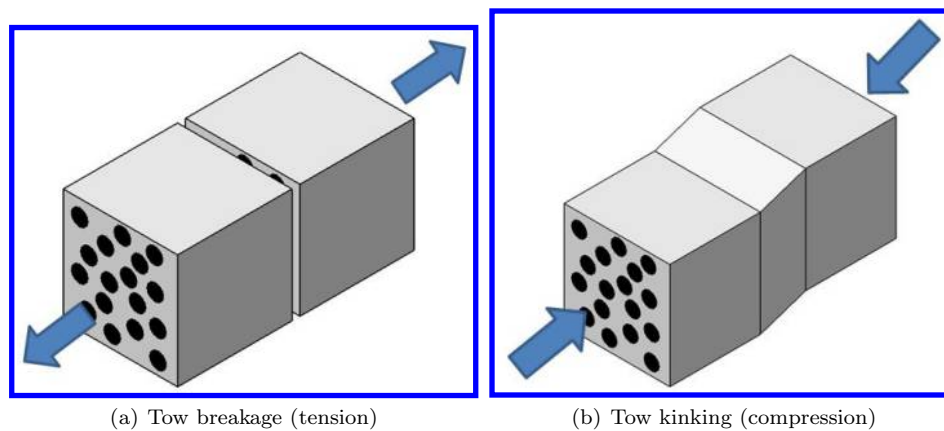 (a) Tow breakage (tension)
(b) Tow kinking (compression)